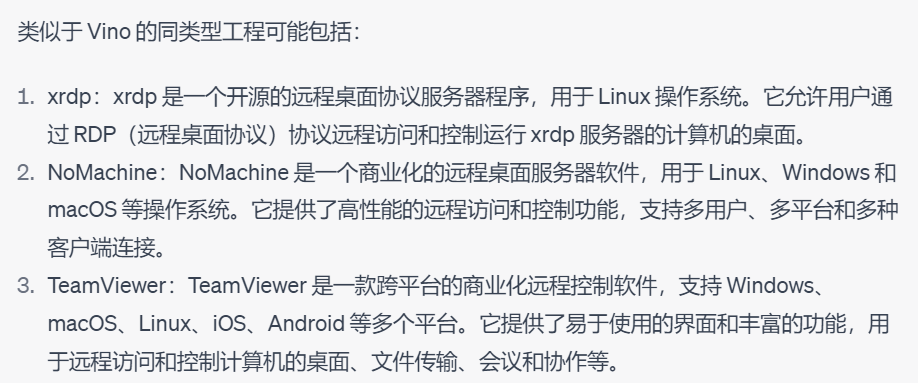 类似于 Vino 的同类型工程可能包括：
1. xrdp：xrdp 是一个开源的远程桌面协议服务器程序，用于 Linux 操作系统。它允许用户通
过 RDP（远程桌面协议）协议远程访问和控制运行 xrdp 服务器的计算机的桌面。
2. NoMachine：NoMachine 是一个商业化的远程桌面服务器软件，用于 Linux、Windows 和
macOS 等操作系统。它提供了高性能的远程访问和控制功能，支持多用户、多平台和多种
客户端连接。
3. TeamViewer：TeamViewer 是一款跨平台的商业化远程控制软件，支持 Windows、
macOS、Linux、iOS、Android 等多个平台。它提供了易于使用的界面和丰富的功能，用
于远程访问和控制计算机的桌面、文件传输、会议和协作等。